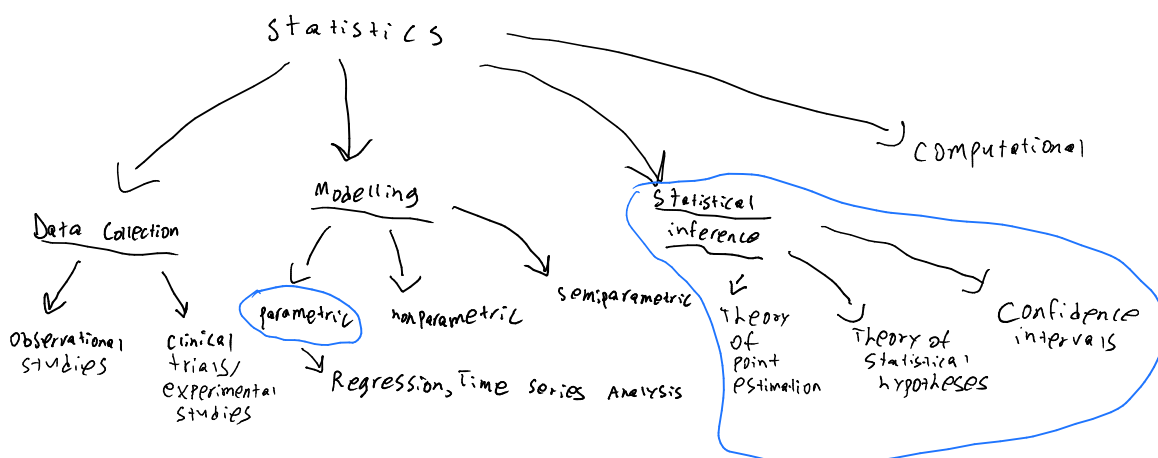 Statistics
Computational
Modelling
Statistical
inference
Data Collection
semiparametric
parametric
nonparametric
Theory
of
point
estimation
Theory of
statistical
hypotheses
Confidence
intervals
Observational
studies
clinical
trials/
experimental
studies
Regression, Time series Analysis